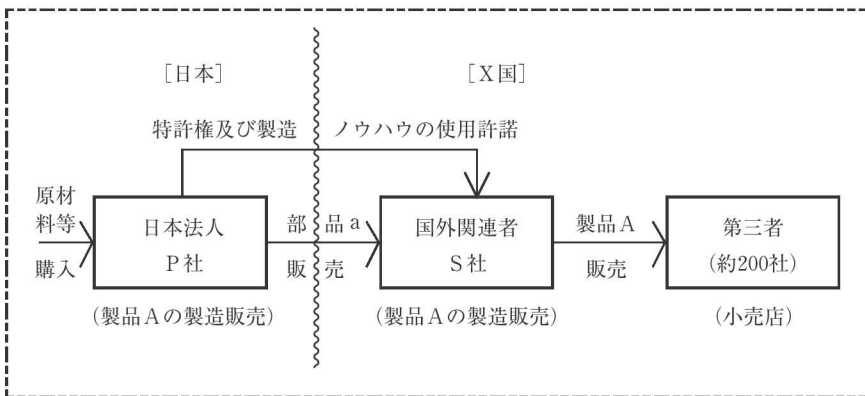 ［日本］
［X国］
特許権及び製造 ノウハウの使用許諾
原材
料等
購入
日本法人
P社
部 品a
販 売
国外関連者
S社
製品A
販売
第三者
（約200社）
（製品Aの製造販売）
（製品Aの製造販売）
（小売店）